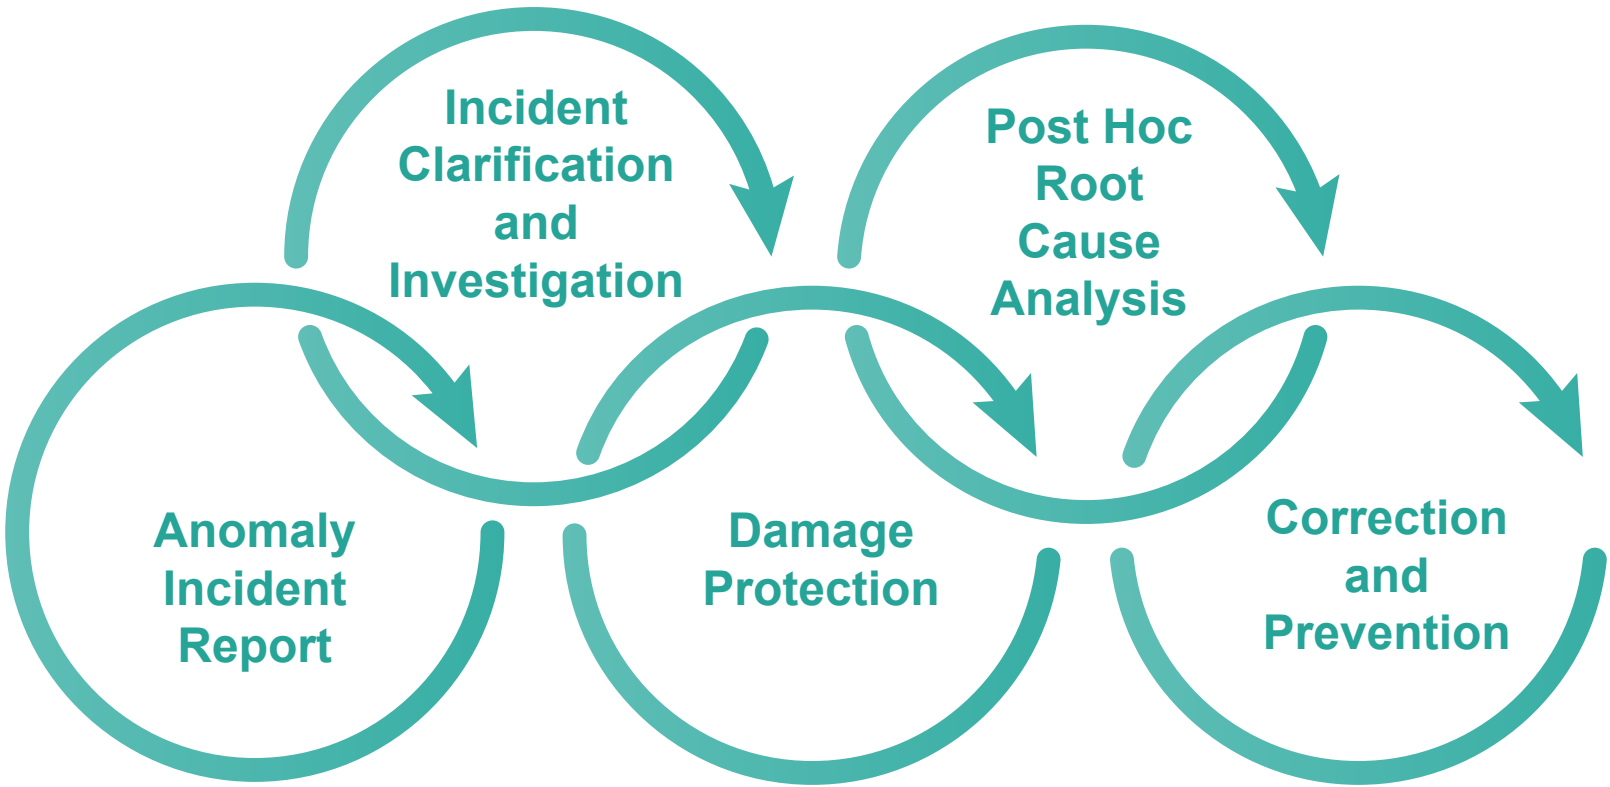 Anomaly
Incident
Report
Incident
Clarification
and
Investigation
Damage
Protection
Post Hoc
Root
Cause
Analysis
Correction
and
Prevention